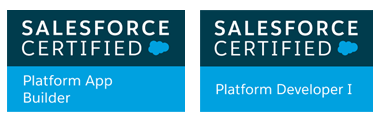 SALESFORCE
CERTIFIED
Platform App
Builder
SALESFORCE
CERTIFIED
Platform Developer I